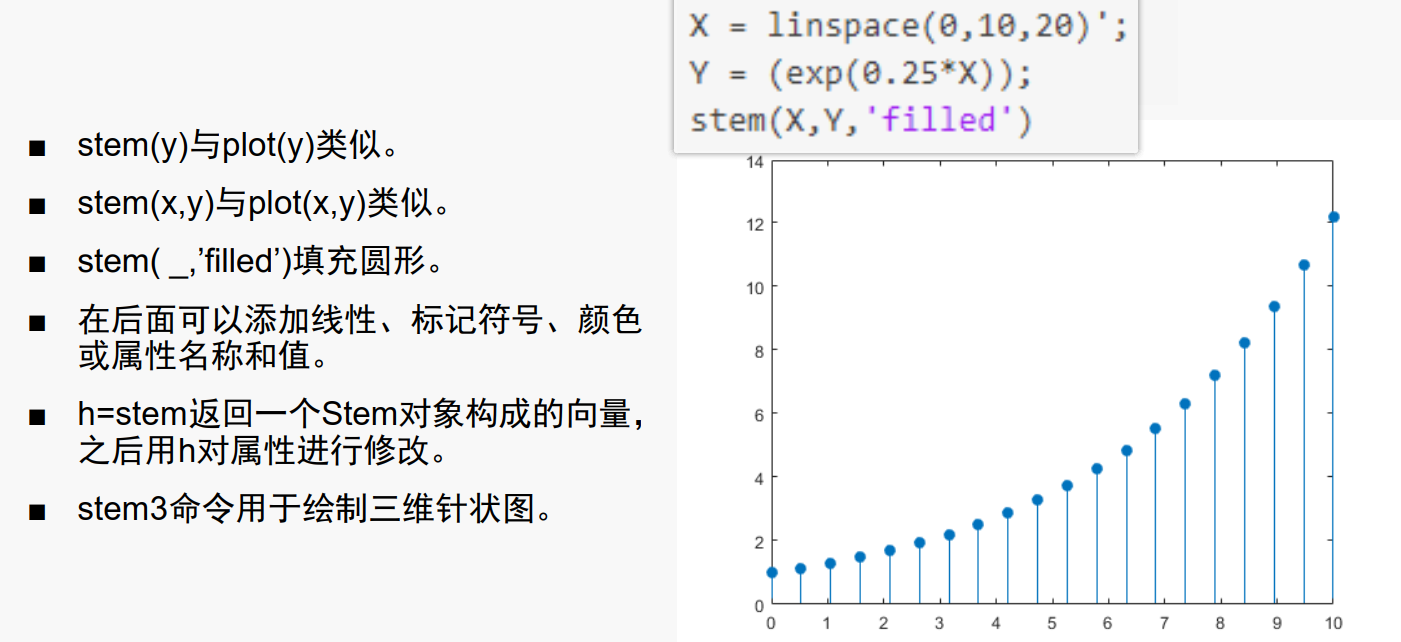 X = linspace(0,10,20)';
Y = (exp(0.25*X));
stem(X,Y,'filled')
■ stem(y)与plot(y)类似。
■ stem(x,y)与plot(x,y)类似。
■ stem( _,’filled’)填充圆形。
■ 在后面可以添加线性、标记符号、颜色
或属性名称和值。
■ h=stem返回一个Stem对象构成的向量，
之后用h对属性进行修改。
■ stem3命令用于绘制三维针状图。
14
12
10
8
6
4
2
0
0 1 2 3 4 5 6 7 8 9 10